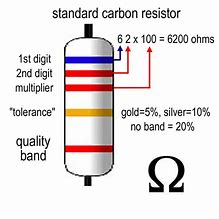 standard carbon resistor
6 2 x 100 = 6200 ohms
1st digit
2nd digit
multiplier
"tolerance"
gold=5%, silver=10%
no band = 20%
quality
band
Ω